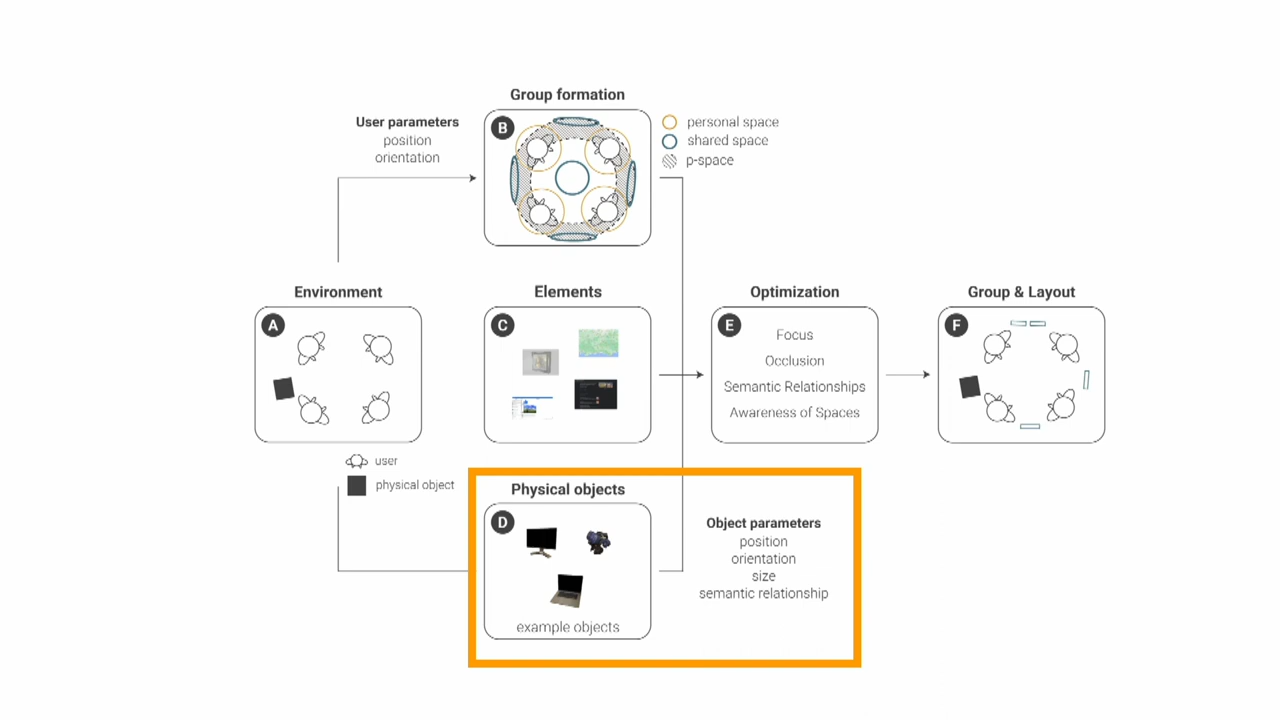 Group formation
User parameters
position
orientation
B
personal space
shared space
p-space
Environment
A
user
physical object
Elements
C
Optimization
E
Focus
Occlusion
Semantic Relationships
Awareness of Spaces
Group & Layout
F
Physical objects
D
example objects
Object parameters
position
orientation
size
semantic relationship